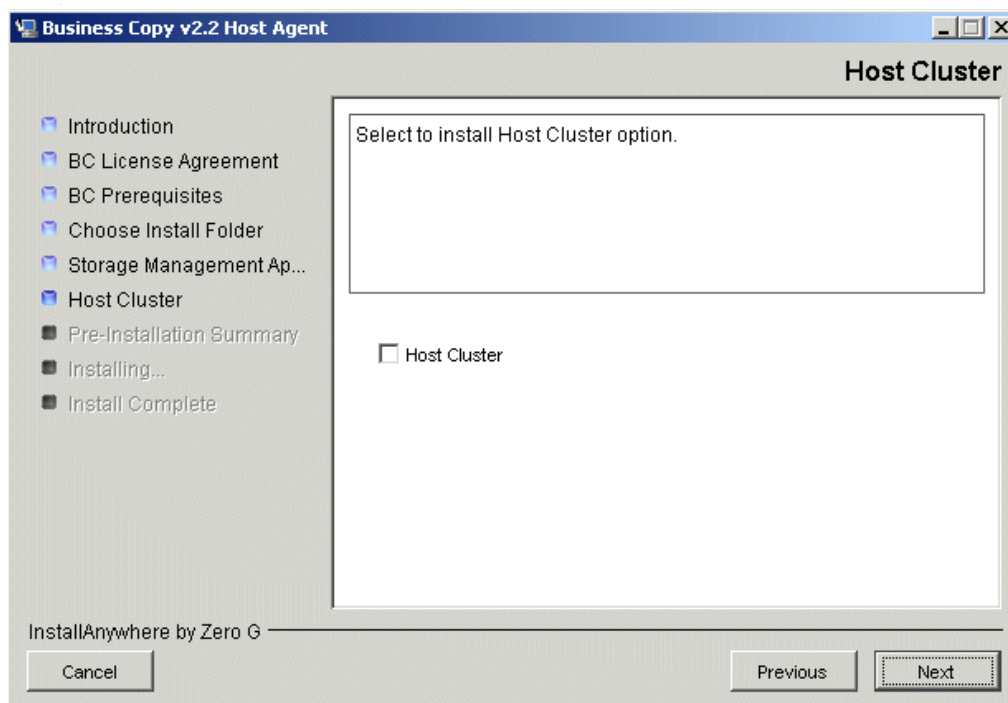 Business Copy v2.2 Host Agent
Host Cluster
Introduction
BC License Agreement
BC Prerequisites
Choose Install Folder
Storage Management Ap...
Host Cluster
Pre-Installation Summary
Installing...
Install Complete
Select to install Host Cluster option.
Host Cluster
InstallAnywhere by Zero G
Cancel
Previous
Next